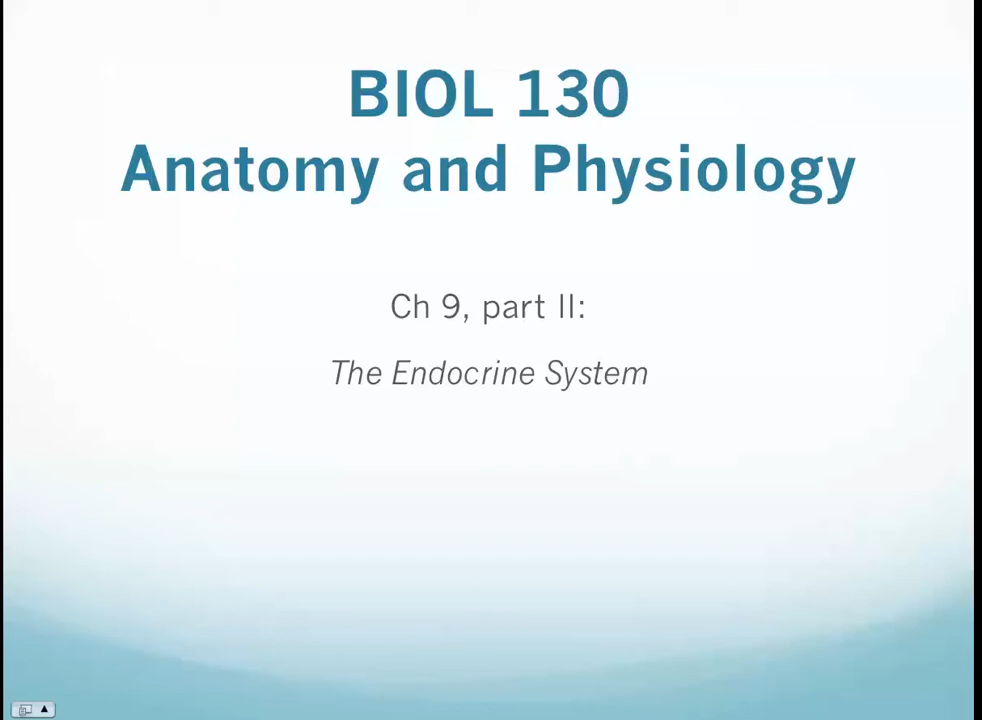 BIOL 130
Anatomy and Physiology
Ch 9, part II:
The Endocrine System